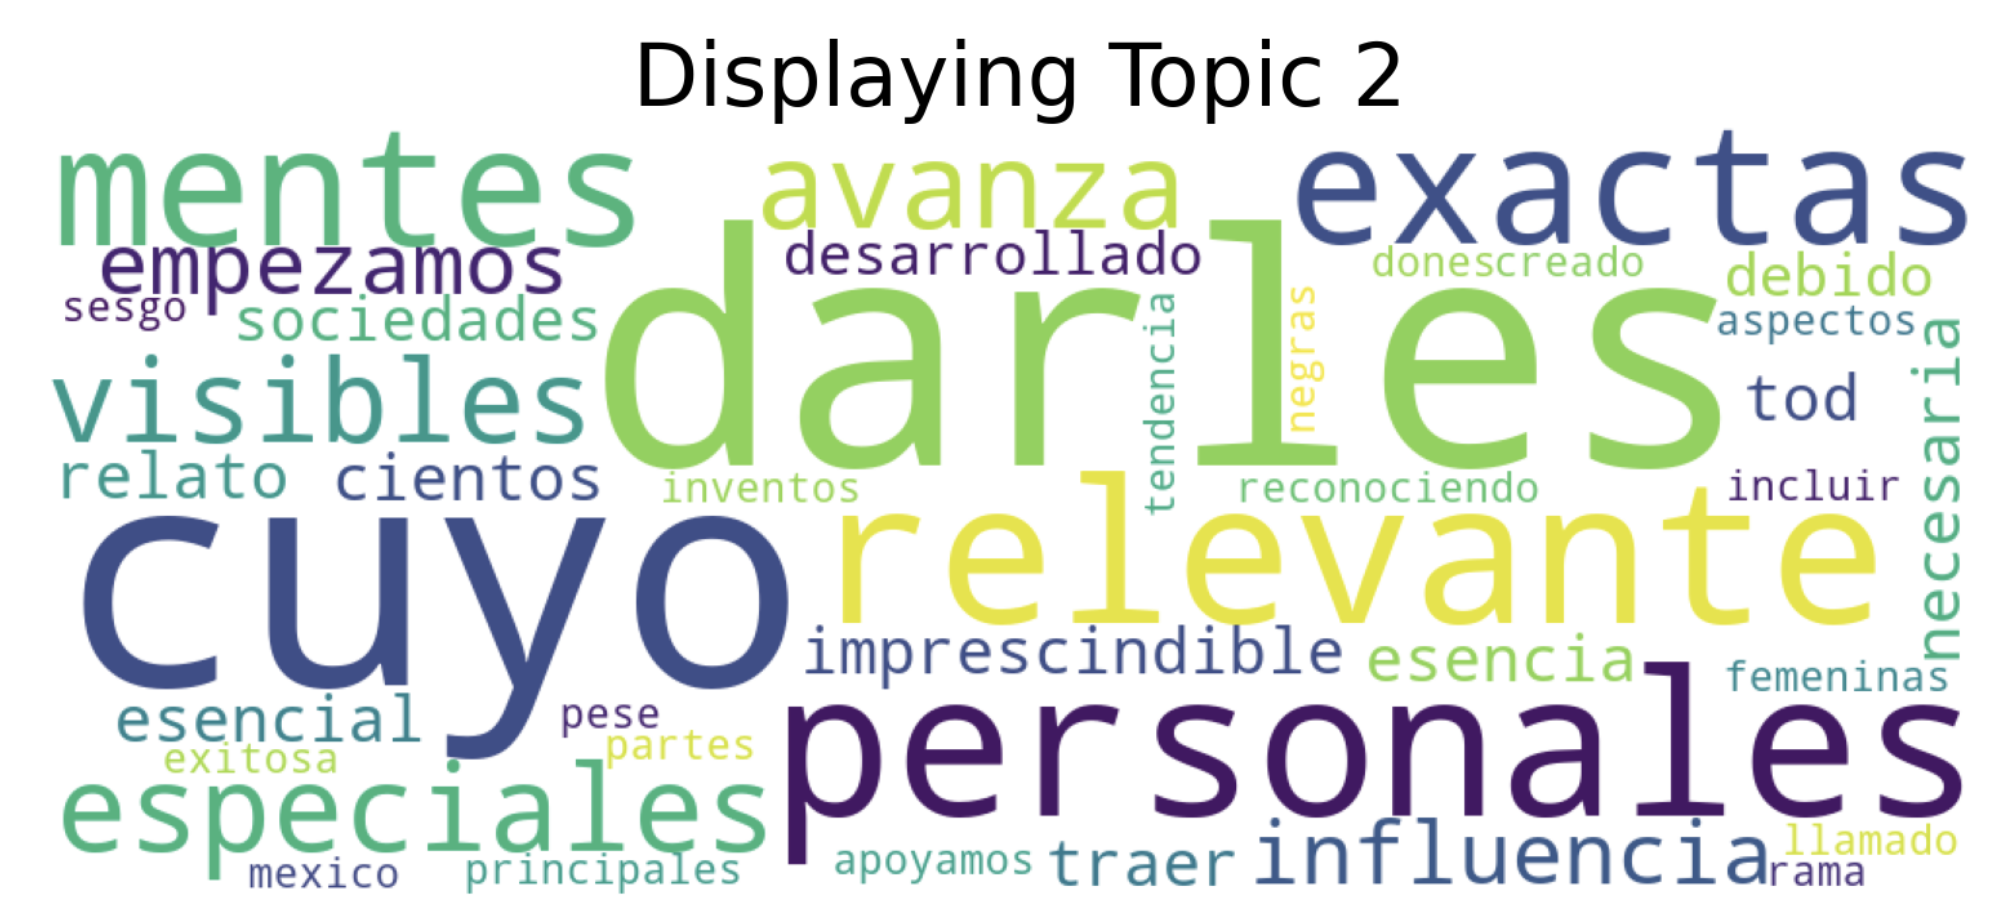 Displaying Topic 2
mentes avanza exactas
empezamos desarrollado donescreado debido
sesgo sociedades darles tendencia negras aspectos
visibles tod necesaria
relato cientos inventos reconociendo incluir
cuyo relevante
imprescindible esencia femeninas
esencial pese personales
exitosa partes
especiales influencia llamado
mexico principales apoyamos traer rama